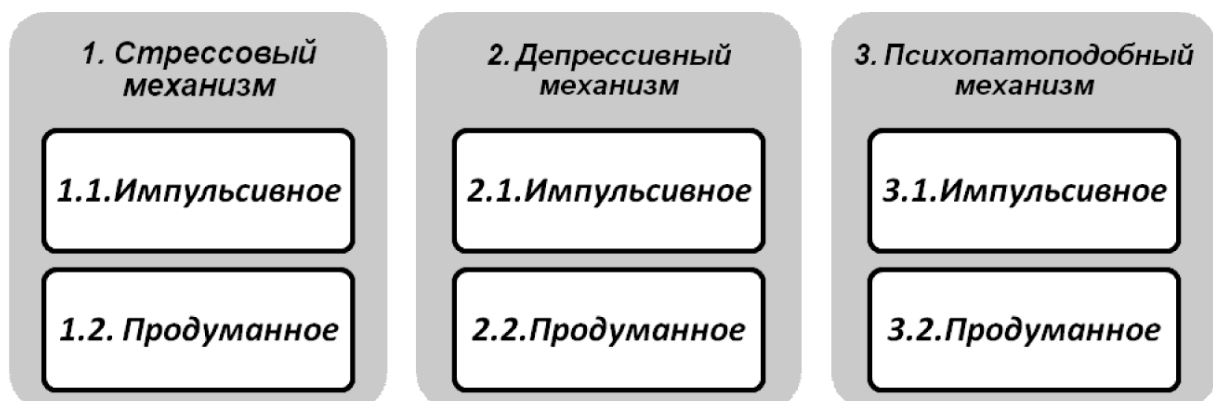 1. Стрессовый
механизм
1.1.Импульсивное
1.2. Продуманное
2. Депрессивный
механизм
2.1.Импульсивное
2.2.Продуманное
3. Психопатоподобный
механизм
3.1.Импульсивное
3.2.Продуманное